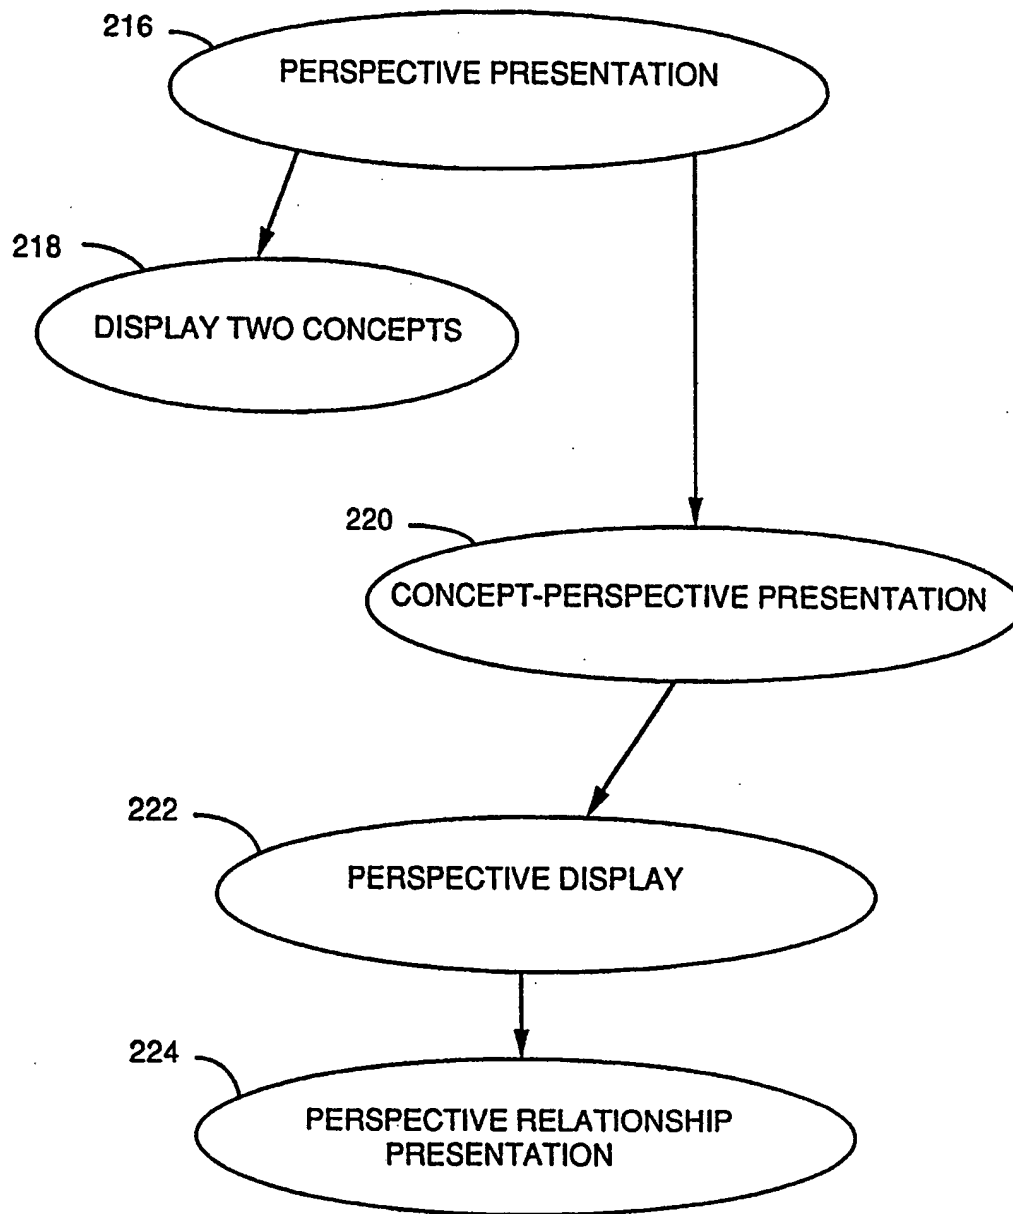 216
PERSPECTIVE PRESENTATION
218
DISPLAY TWO CONCEPTS
220
CONCEPT-PERSPECTIVE PRESENTATION
222
PERSPECTIVE DISPLAY
224
PERSPECTIVE RELATIONSHIP
PRESENTATION